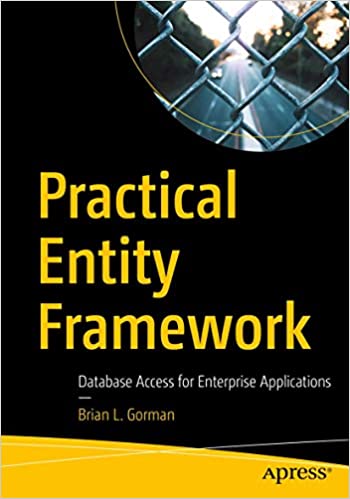 Practical
Entity
Framework
Database Access for Enterprise Applications
—
Brian L. Gorman
Apress®